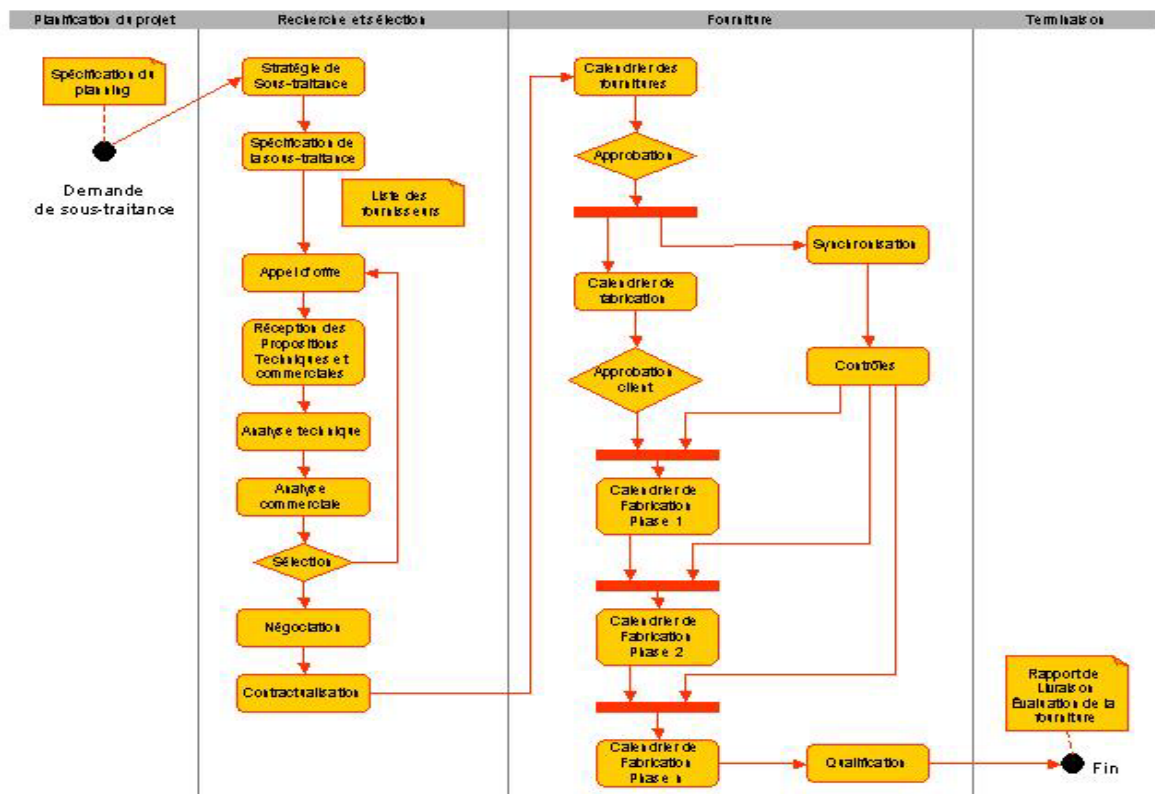 Planification du projet
Recherche et sélection
Fourniture
Terminaison
Spécification du
planning
Demande
de sous-traitance
Stratégie de
Sous-traitance
Spécification de
la sous-traitance
Liste des
fournisseurs
Appel d'offre
Réception des
Propositions
Techniques et
commerciales
Analyse technique
Analyse
commerciale
Sélection
Négociation
Contractualisation
Calendrier des
fournitures
Approbation
Synchronisation
Calendrier de
fabrication
Approbation
client
Contrôles
Calendrier de
Fabrication
Phase 1
Calendrier de
Fabrication
Phase 2
Calendrier de
Fabrication
Phase n
Qualification
Rapport de
Livraison
Évaluation de la
fourniture
Fin